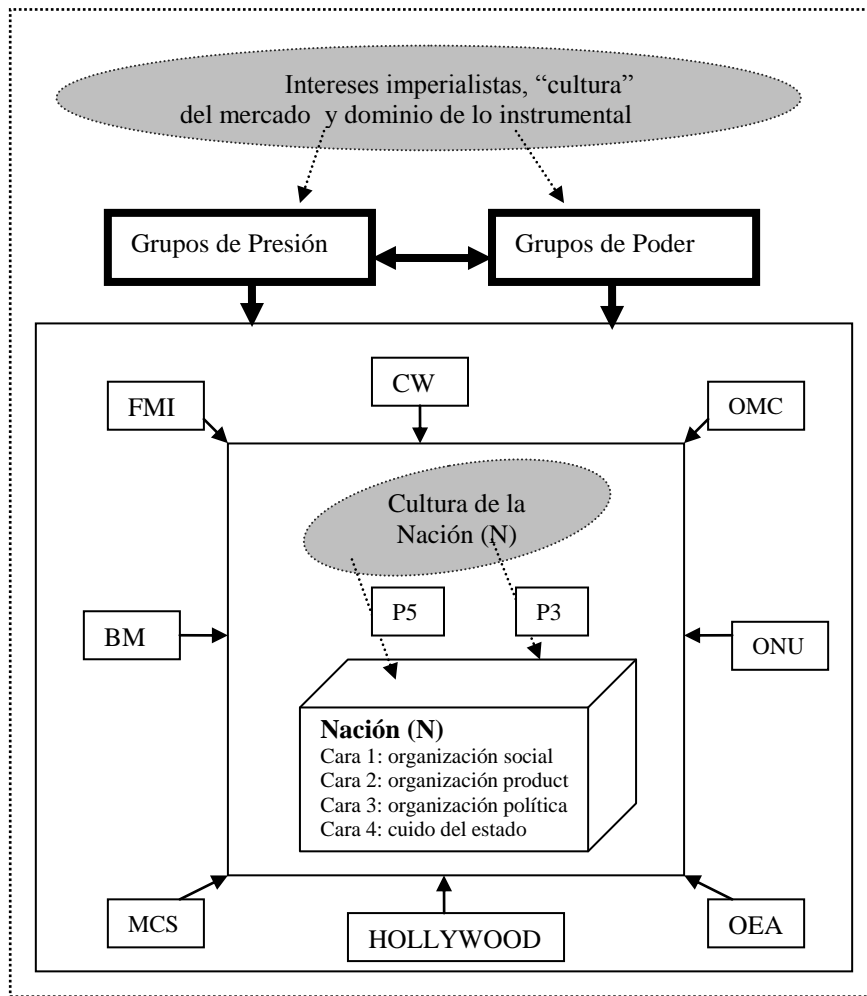 Intereses imperialistas, “cultura”
del mercado y dominio de lo instrumental
Grupos de Presión
Grupos de Poder
CW
FMI
OMC
Cultura de la
Nación (N)
P5
P3
BM
ONU
Nación (N)
Cara 1: organización social
Cara 2: organización product
Cara 3: organización política
Cara 4: cuido del estado
MCS
HOLLYWOOD
OEA